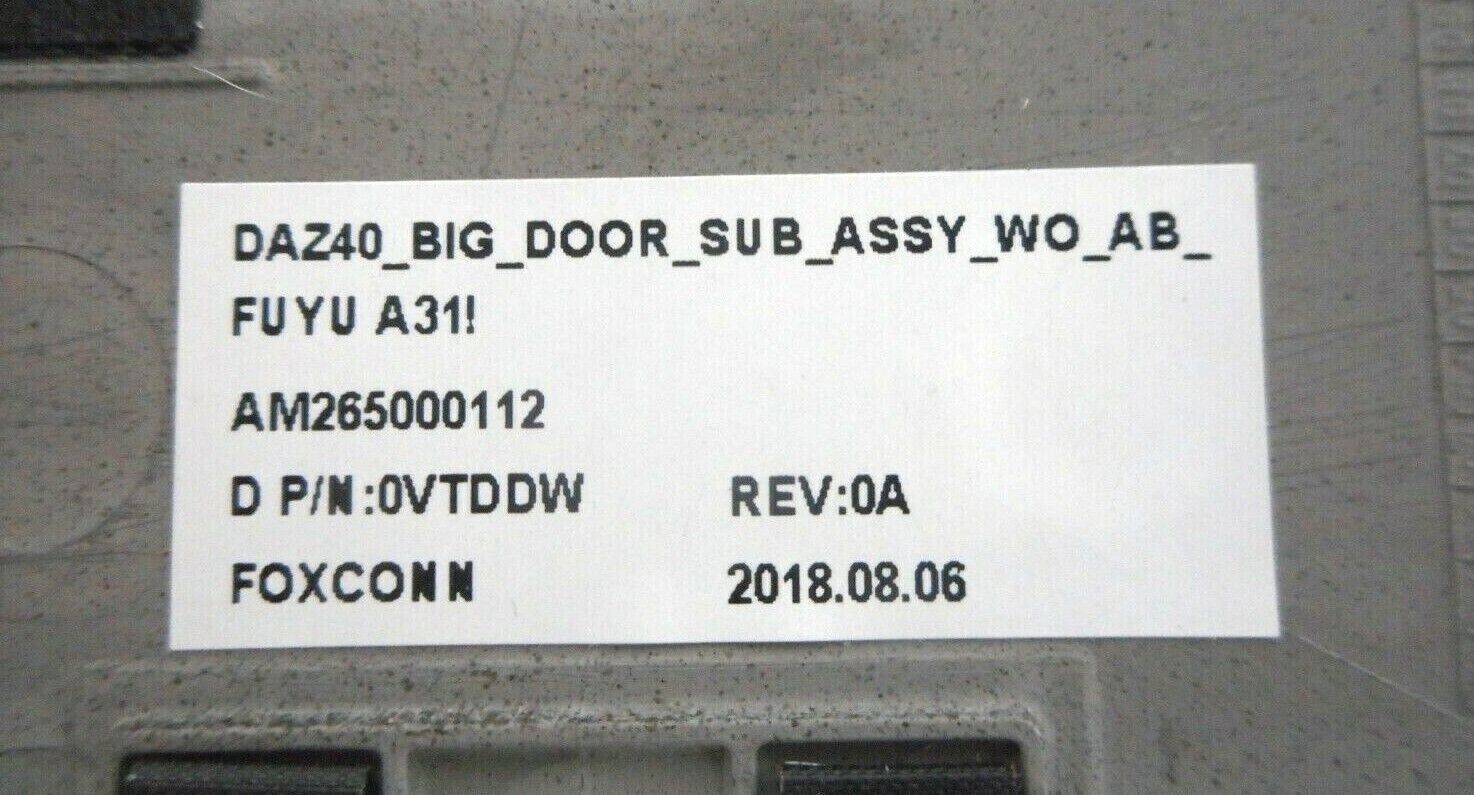 DAZ40_BIG_DOOR_SUB_ASSY_WO_AB_
FUYU A31!
AM265000112
D P/N:0VTDDW REV:0A
FOXCONN 2018.08.06